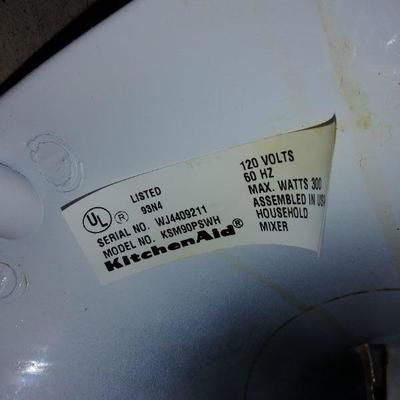 UL ® LISTED
93N4
SERIAL NO. WJ4409211
MODEL NO. KSM90PSWH
KitchenAid®
120 VOLTS
60 HZ
MAX. WATTS 300
ASSEMBLED IN USA
HOUSEHOLD
MIXER